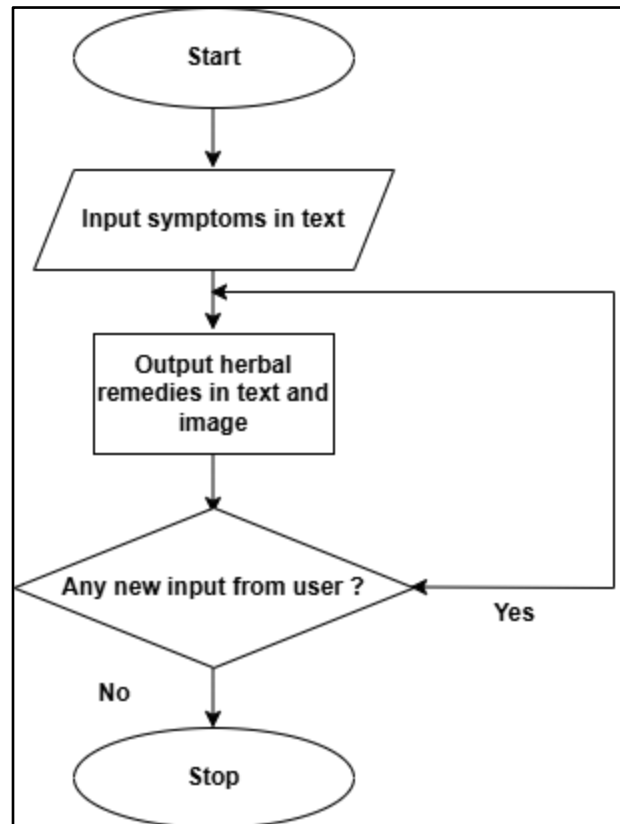 Start
Input symptoms in text
Output herbal
remedies in text and
image
Any new input from user ?
Yes
No
Stop